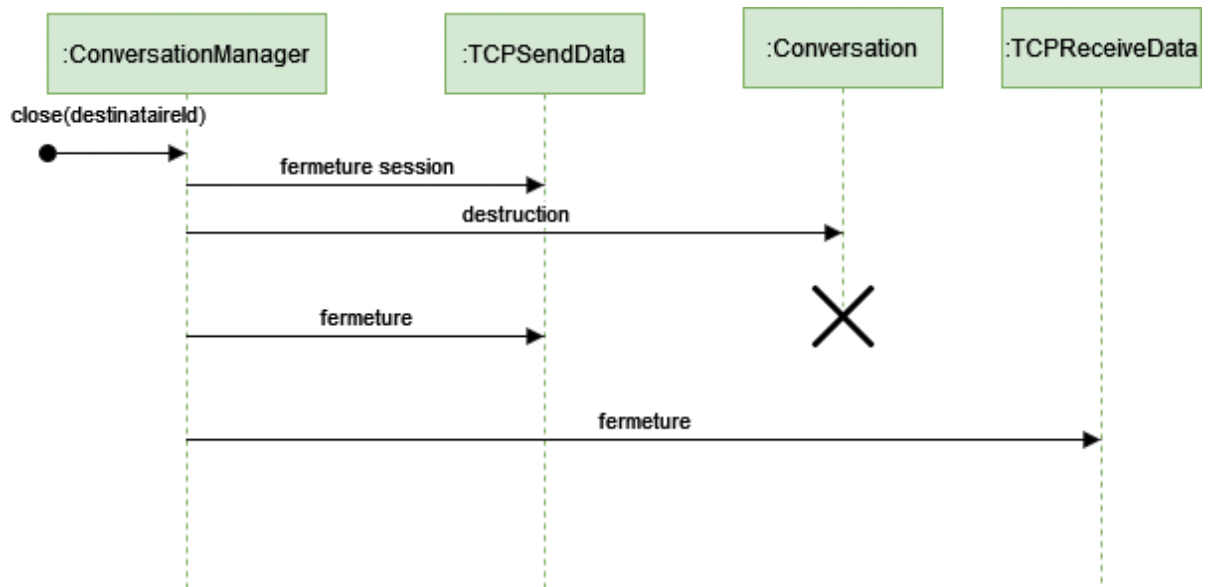 :ConversationManager
:TCPSendData
:Conversation
:TCPReceiveData
close(destinataireId)
fermeture session
destruction
fermeture
fermeture